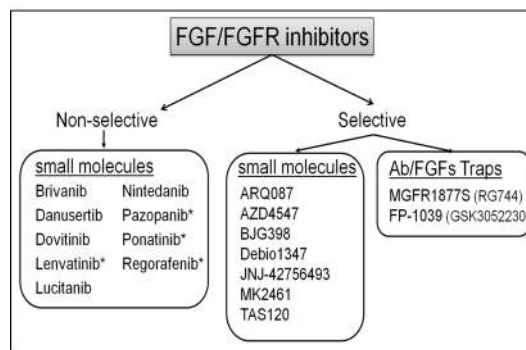 FGF/FGFR inhibitors
Non-selective
Selective
small molecules
Brivanib Nintedanib
Danusertib Pazopanib*
Dovitinib Ponatinib*
Lenvatinib* Regorafenib*
Lucitanib
small molecules
ARQ087
AZD4547
BJG398
Debio1347
JNJ-42756493
MK2461
TAS120
Ab/FGFs Traps
MGFR1877S (RG744)
FP-1039 (GSK3052230)